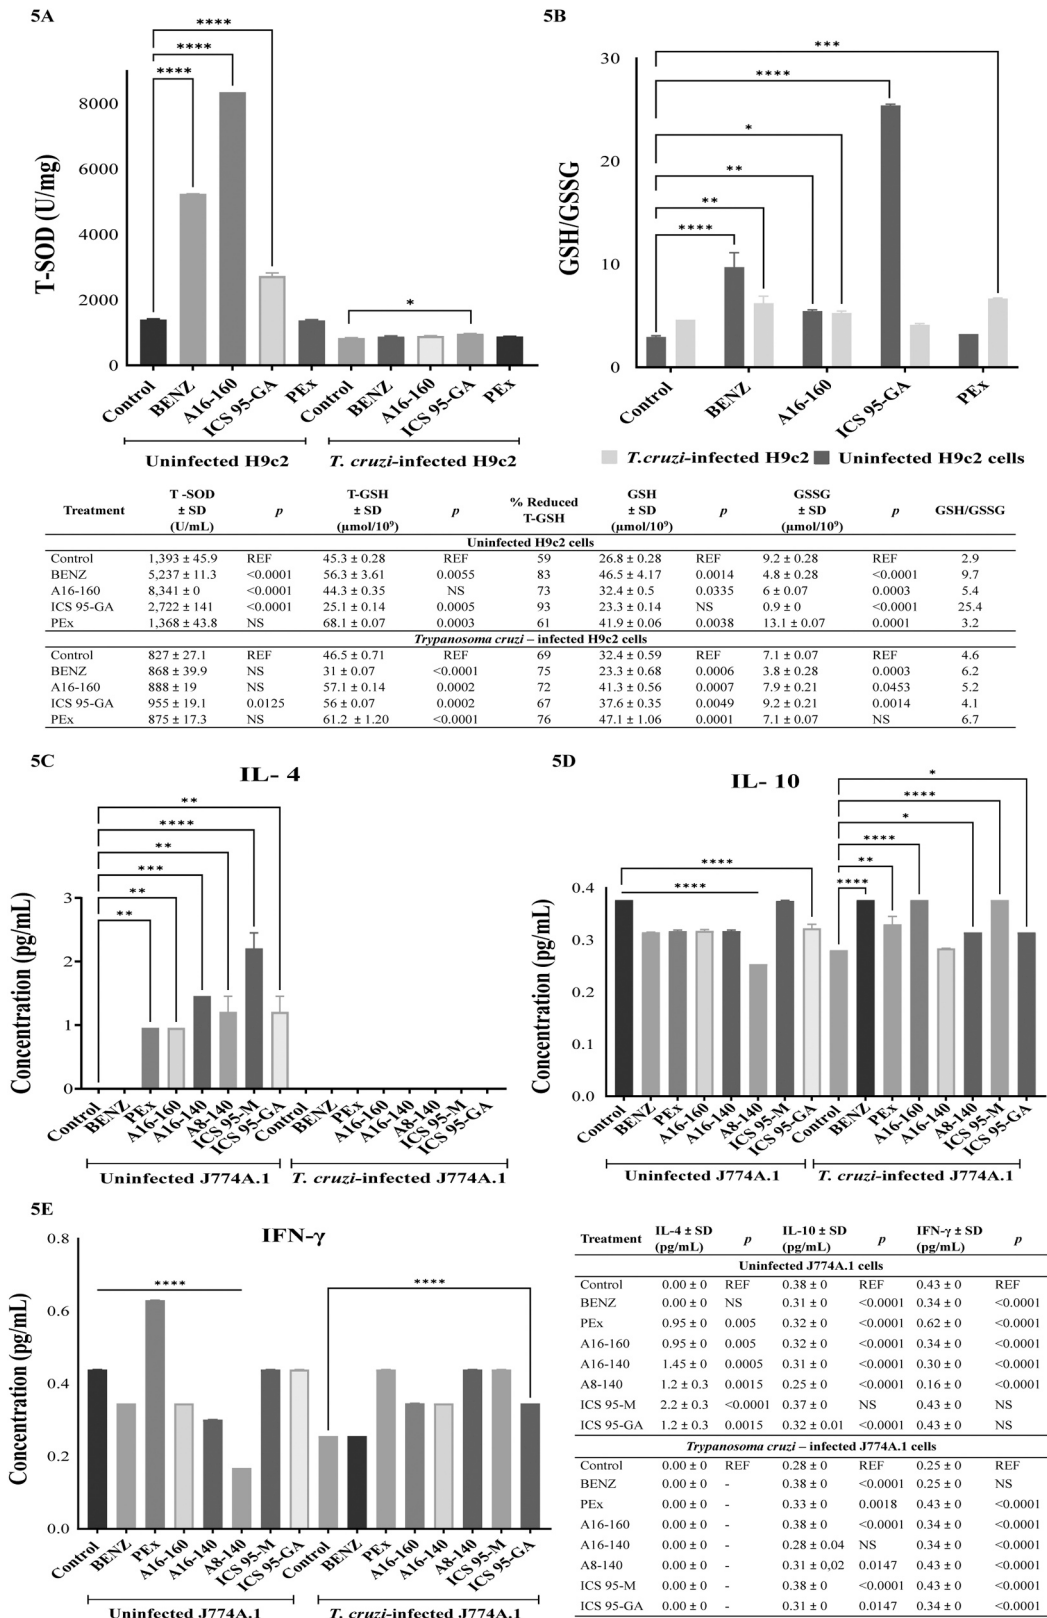 5A
****
****
****
*
T-SOD (U/mg)
8000
6000
4000
2000
0
Control
BENZ
A16-160
ICS 95-GA
PEx
Control
BENZ
A16-160
ICS 95-GA
PEx
Uninfected H9c2
T. cruzi-infected H9c2
5B
***
****
*
**
**
****
GSH/GSSG
30
20
10
0
Control
BENZ
A16-160
ICS 95-GA
PEx
T.cruzi-infected H9c2 Uninfected H9c2 cells
Treatment T -SOD ± SD (U/mL) p T-GSH ± SD (µmol/10⁹) p % Reduced T-GSH GSH ± SD (µmol/10⁹) p GSSG ± SD (µmol/10⁹) p GSH/GSSG
Uninfected H9c2 cells
Control 1,393 ± 45.9 REF 45.3 ± 0.28 REF 59 26.8 ± 0.28 REF 9.2 ± 0.28 REF 2.9
BENZ 5,237 ± 11.3 <0.0001 56.3 ± 3.61 0.0055 83 46.5 ± 4.17 0.0014 4.8 ± 0.28 <0.0001 9.7
A16-160 8,341 ± 0 <0.0001 44.3 ± 0.35 NS 73 32.4 ± 0.5 0.0335 6 ± 0.07 0.0003 5.4
ICS 95-GA 2,722 ± 141 <0.0001 25.1 ± 0.14 0.0005 93 23.3 ± 0.14 NS 0.9 ± 0 <0.0001 25.4
PEx 1,368 ± 43.8 NS 68.1 ± 0.07 0.0003 61 41.9 ± 0.06 0.0038 13.1 ± 0.07 0.0001 3.2
Trypanosoma cruzi – infected H9c2 cells
Control 827 ± 27.1 REF 46.5 ± 0.71 REF 69 32.4 ± 0.59 REF 7.1 ± 0.07 REF 4.6
BENZ 868 ± 39.9 NS 31 ± 0.07 <0.0001 75 23.3 ± 0.68 0.0006 3.8 ± 0.28 0.0003 6.2
A16-160 888 ± 19 NS 57.1 ± 0.14 0.0002 72 41.3 ± 0.56 0.0007 7.9 ± 0.21 0.0453 5.2
ICS 95-GA 955 ± 19.1 0.0125 56 ± 0.07 0.0002 67 37.6 ± 0.35 0.0049 9.2 ± 0.21 0.0014 4.1
PEx 875 ± 17.3 NS 61.2 ± 1.20 <0.0001 76 47.1 ± 1.06 0.0001 7.1 ± 0.07 NS 6.7
5C
IL- 4
**
****
**
***
**
**
Concentration (pg/mL)
3
2
1
0
Control
BENZ
PEx
A16-160
A16-140
A8-140
ICS 95-M
ICS 95-GA
Control
BENZ
PEx
A16-160
A16-140
A8-140
ICS 95-M
ICS 95-GA
Uninfected J774A.1
T. cruzi-infected J774A.1
5D
IL- 10
*
****
*
****
**
****
****
****
Concentration (pg/mL)
0.4
0.3
0.2
0.1
0.0
Control
BENZ
PEx
A16-160
A16-140
A8-140
ICS 95-M
ICS 95-GA
Control
BENZ
PEx
A16-160
A16-140
A8-140
ICS 95-M
ICS 95-GA
Uninfected J774A.1
T. cruzi-infected J774A.1
5E
IFN-γ
****
****
Concentration (pg/mL)
0.8
0.6
0.4
0.2
0.0
Control
BENZ
PEx
A16-160
A16-140
A8-140
ICS 95-M
ICS 95-GA
Control
BENZ
PEx
A16-160
A16-140
A8-140
ICS 95-M
ICS 95-GA
Uninfected J774A.1
T. cruzi-infected J774A.1
Treatment IL-4 ± SD (pg/mL) p IL-10 ± SD (pg/mL) p IFN-γ ± SD (pg/mL) p
Uninfected J774A.1 cells
Control 0.00 ± 0 REF 0.38 ± 0 REF 0.43 ± 0 REF
BENZ 0.00 ± 0 NS 0.31 ± 0 <0.0001 0.34 ± 0 <0.0001
PEx 0.95 ± 0 0.005 0.32 ± 0 <0.0001 0.62 ± 0 <0.0001
A16-160 0.95 ± 0 0.005 0.32 ± 0 <0.0001 0.34 ± 0 <0.0001
A16-140 1.45 ± 0 0.0005 0.31 ± 0 <0.0001 0.30 ± 0 <0.0001
A8-140 1.2 ± 0.3 0.0015 0.25 ± 0 <0.0001 0.16 ± 0 <0.0001
ICS 95-M 2.2 ± 0.3 <0.0001 0.37 ± 0 NS 0.43 ± 0 NS
ICS 95-GA 1.2 ± 0.3 0.0015 0.32 ± 0.01 <0.0001 0.43 ± 0 NS
Trypanosoma cruzi – infected J774A.1 cells
Control 0.00 ± 0 REF 0.28 ± 0 REF 0.25 ± 0 REF
BENZ 0.00 ± 0 - 0.38 ± 0 <0.0001 0.25 ± 0 NS
PEx 0.00 ± 0 - 0.33 ± 0 0.0018 0.43 ± 0 <0.0001
A16-160 0.00 ± 0 - 0.38 ± 0 <0.0001 0.34 ± 0 <0.0001
A16-140 0.00 ± 0 - 0.28 ± 0.04 NS 0.34 ± 0 <0.0001
A8-140 0.00 ± 0 - 0.31 ± 0,02 0.0147 0.43 ± 0 <0.0001
ICS 95-M 0.00 ± 0 - 0.38 ± 0 <0.0001 0.43 ± 0 <0.0001
ICS 95-GA 0.00 ± 0 - 0.31 ± 0 0.0147 0.34 ± 0 <0.0001